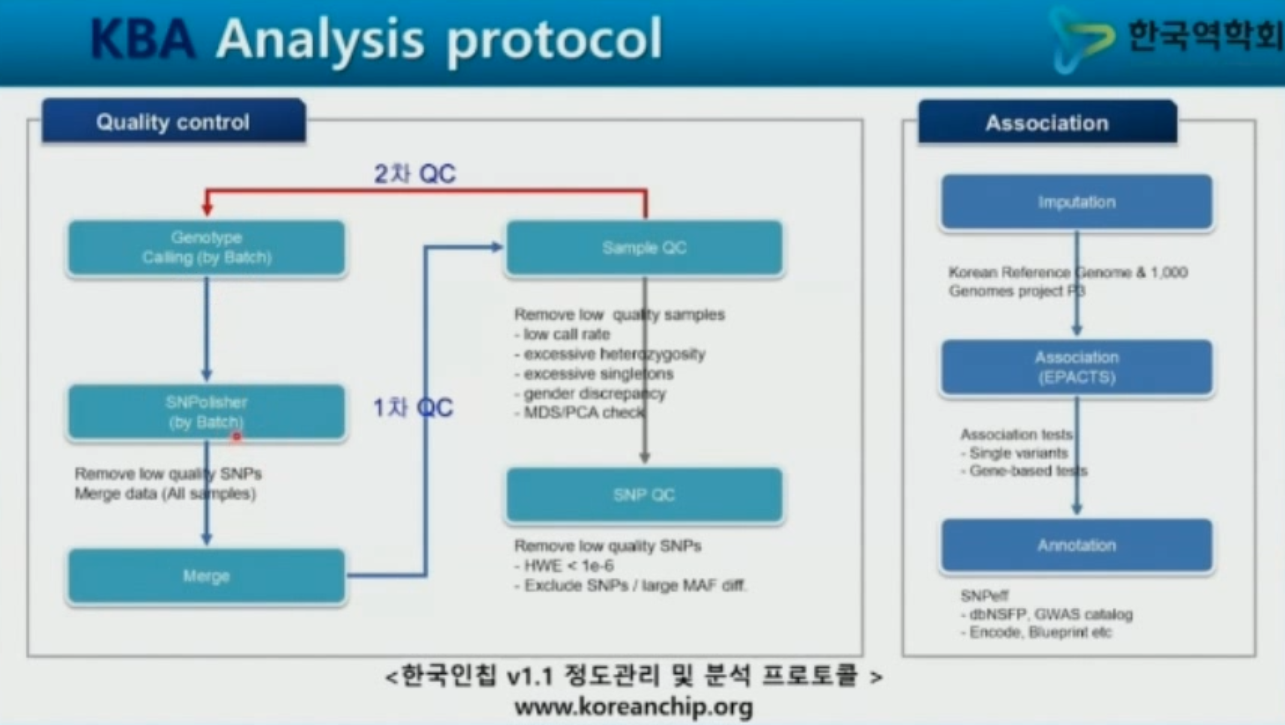 KBA Analysis protocol
한국역학회
Quality control
2차 QC
Genotype
Calling (by Batch)
SNPolisher
(by Batch)
Remove low quality SNPs
Merge data (All samples)
Merge
1차 QC
Sample QC
Remove low quality samples
- low call rate
- excessive heterozygosity
- excessive singletons
- gender discrepancy
- MDS/PCA check
SNP QC
Remove low quality SNPs
- HWE < 1e-6
- Exclude SNPs / large MAF diff.
Association
Imputation
Korean Reference Genome & 1,000
Genomes project P3
Association
(EPACTS)
Association tests
- Single variants
- Gene-based tests
Annotation
SNPeff
- dbNSFP, GWAS catalog
- Encode, Blueprint etc
<한국인칩 v1.1 정도관리 및 분석 프로토콜 >
www.koreanchip.org